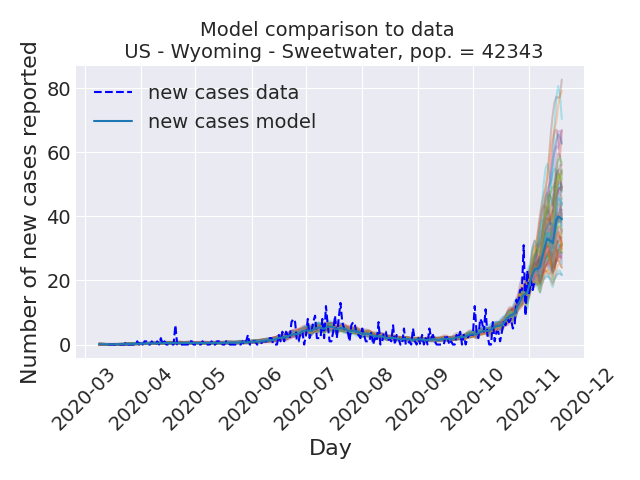 Model comparison to data
US - Wyoming - Sweetwater, pop. = 42343
Number of new cases reported
80
60
40
20
0
new cases data
new cases model
2020-03
2020-04
2020-05
2020-06
2020-07
2020-08
2020-09
2020-10
2020-11
2020-12
Day